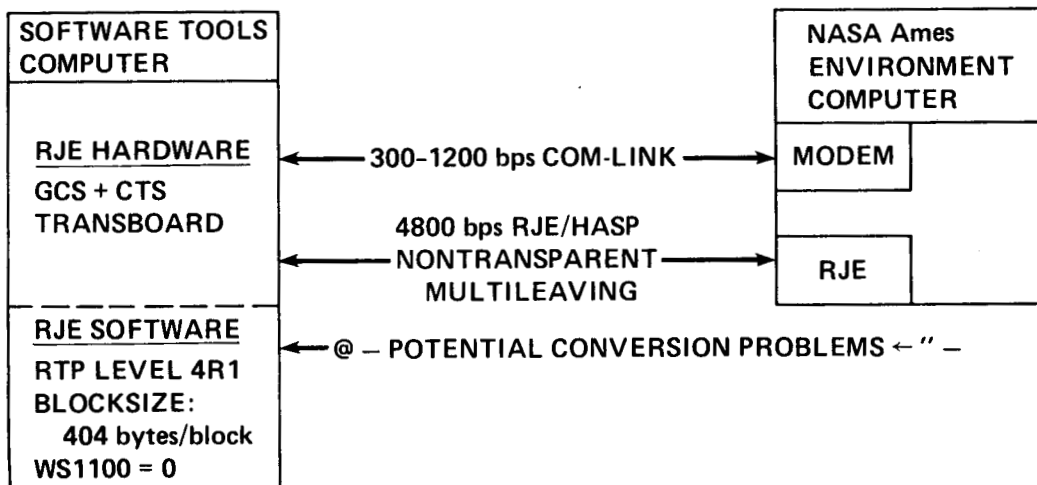 SOFTWARE TOOLS
COMPUTER
RJE HARDWARE
GCS + CTS
TRANSBOARD
RJE SOFTWARE
RTP LEVEL 4R1
BLOCKSIZE:
404 bytes/block
WS1100 = 0
300-1200 bps COM-LINK
4800 bps RJE/HASP
NONTRANSPARENT
MULTILEAVING
@ – POTENTIAL CONVERSION PROBLEMS ← " –
NASA Ames
ENVIRONMENT
COMPUTER
MODEM
RJE